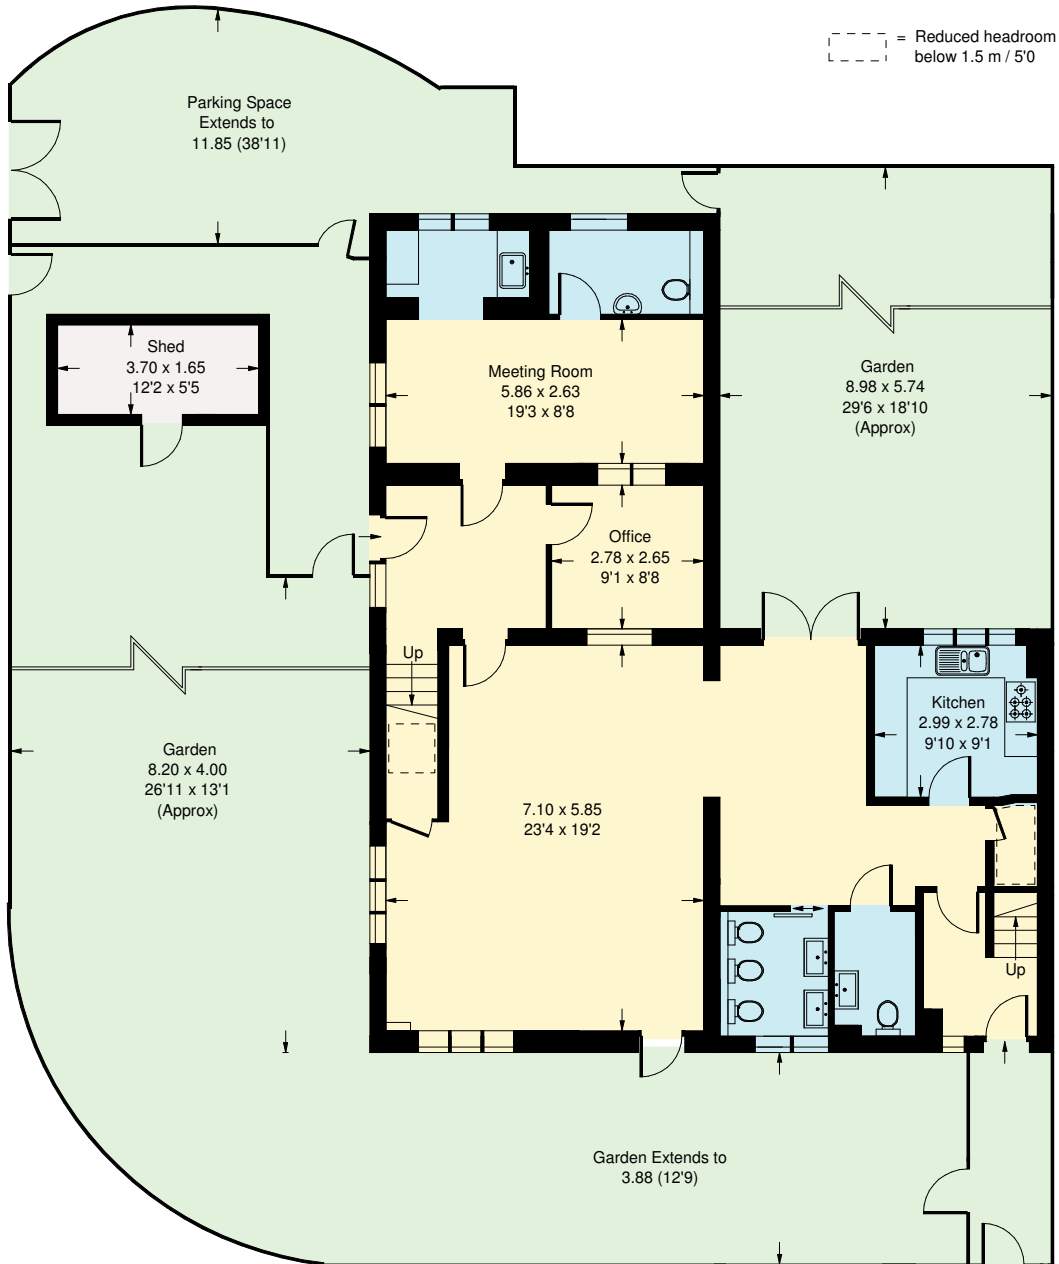 = Reduced headroom
below 1.5 m / 5'0
Parking Space
Extends to
11.85 (38'11)
Shed
3.70 x 1.65
12'2 x 5'5
Meeting Room
5.86 x 2.63
19'3 x 8'8
Garden
8.98 x 5.74
29'6 x 18'10
(Approx)
Office
2.78 x 2.65
9'1 x 8'8
Up
Kitchen
2.99 x 2.78
9'10 x 9'1
Garden
8.20 x 4.00
26'11 x 13'1
(Approx)
7.10 x 5.85
23'4 x 19'2
Up
Garden Extends to
3.88 (12'9)